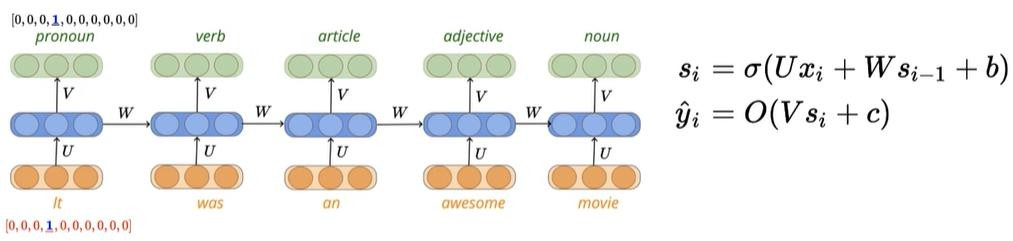 [0, 0, 0, 1, 0, 0, 0, 0, 0, 0]
pronoun verb article adjective noun
V V V V V
W W W W
U U U U U
It was an awesome movie
[0, 0, 0, 1, 0, 0, 0, 0, 0, 0]
s_i = σ(Ux_i + Ws_{i−1} + b)
ŷ_i = O(Vs_i + c)